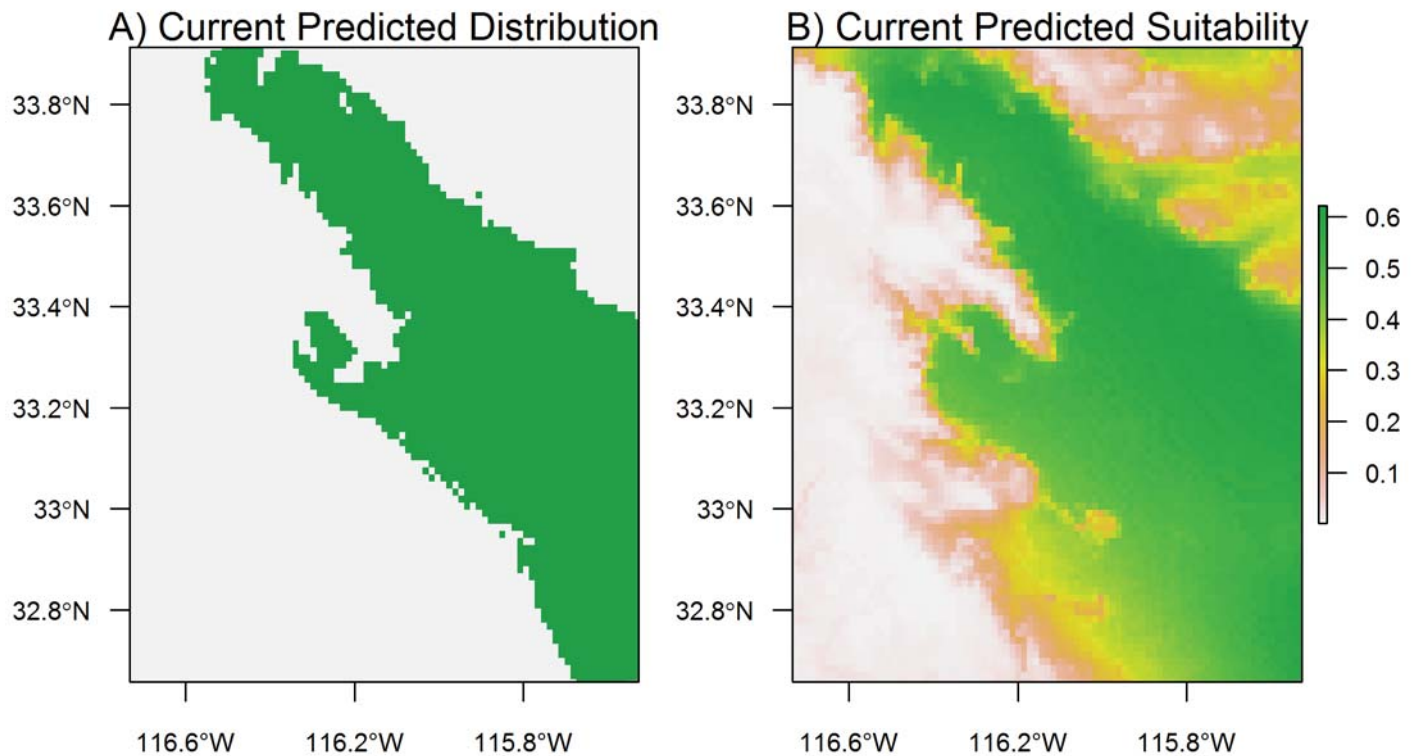 A) Current Predicted Distribution
33.8°N
33.6°N
33.4°N
33.2°N
33°N
32.8°N
116.6°W
116.2°W
115.8°W
B) Current Predicted Suitability
33.8°N
33.6°N
33.4°N
33.2°N
33°N
32.8°N
116.6°W
116.2°W
115.8°W
0.6
0.5
0.4
0.3
0.2
0.1